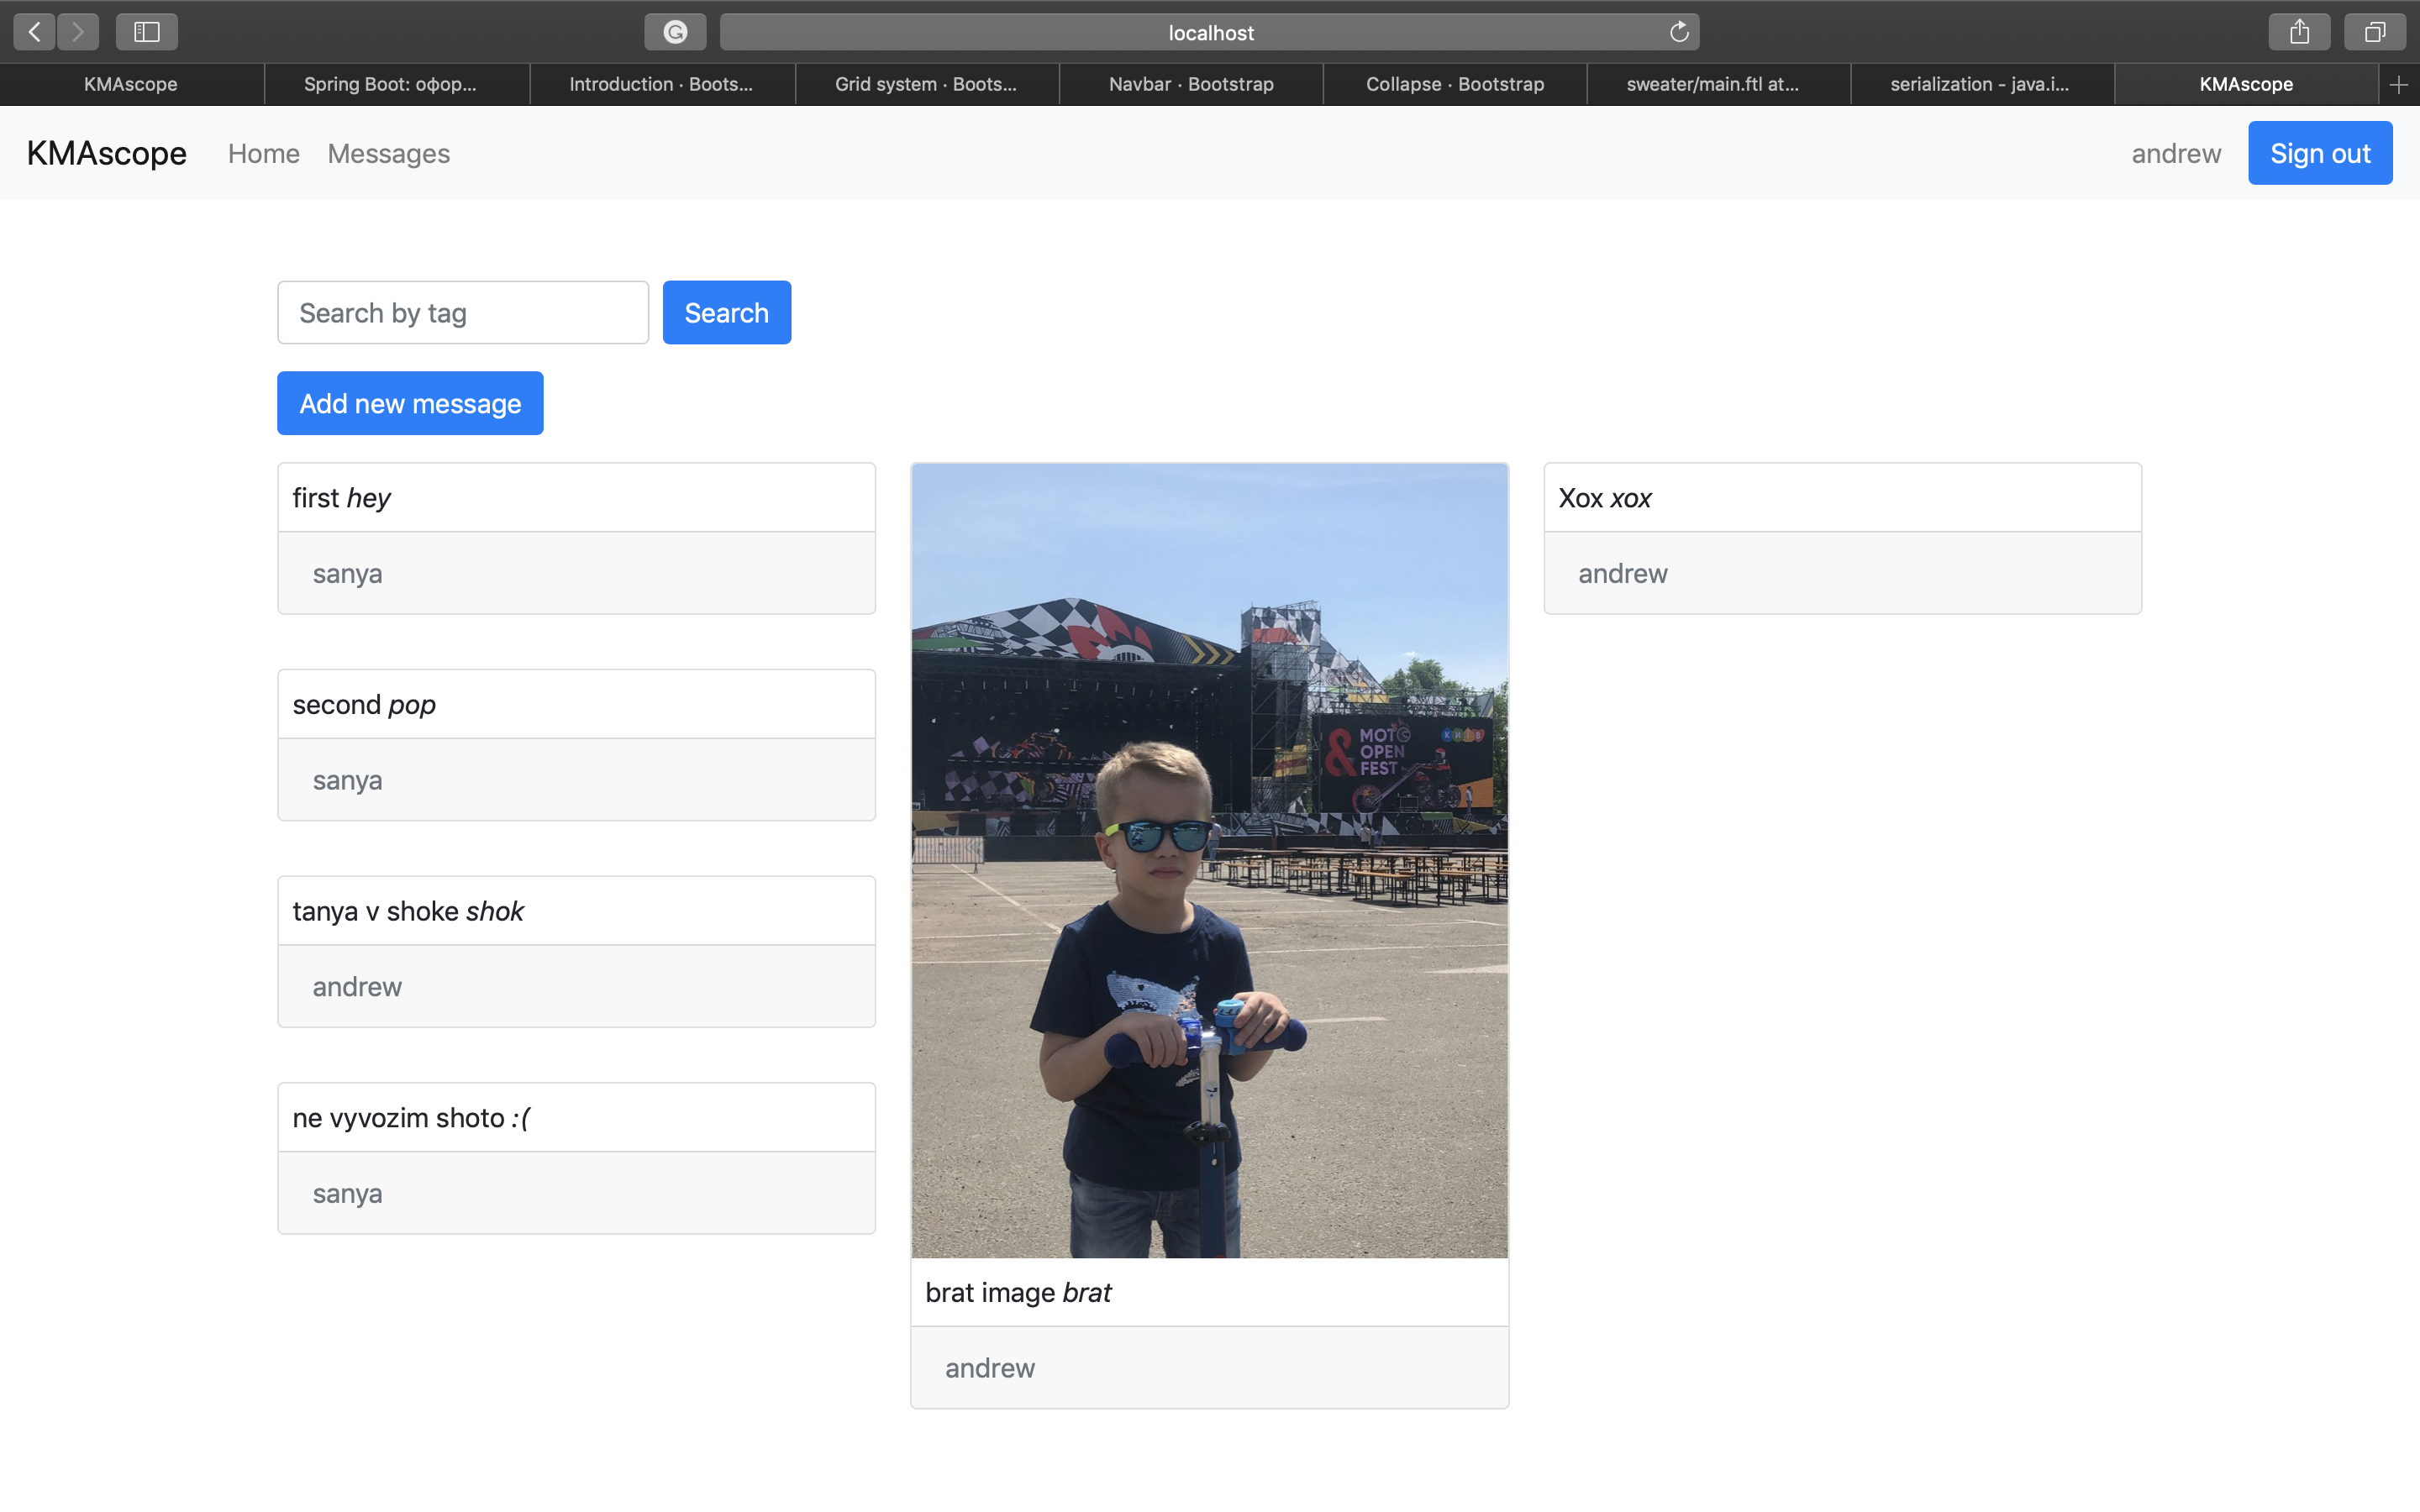 localhost
KMAscope
Spring Boot: офор...
Introduction · Boots...
Grid system · Boots...
Navbar · Bootstrap
Collapse · Bootstrap
sweater/main.ftl at...
serialization - java.i...
KMAscope
KMAscope Home Messages andrew Sign out
Search by tag Search
Add new message
first hey
sanya
second pop
sanya
tanya v shoke shok
andrew
ne vyvozim shoto :(
sanya
& MOTO
OPEN
FEST
brat image brat
andrew
Xox xox
andrew